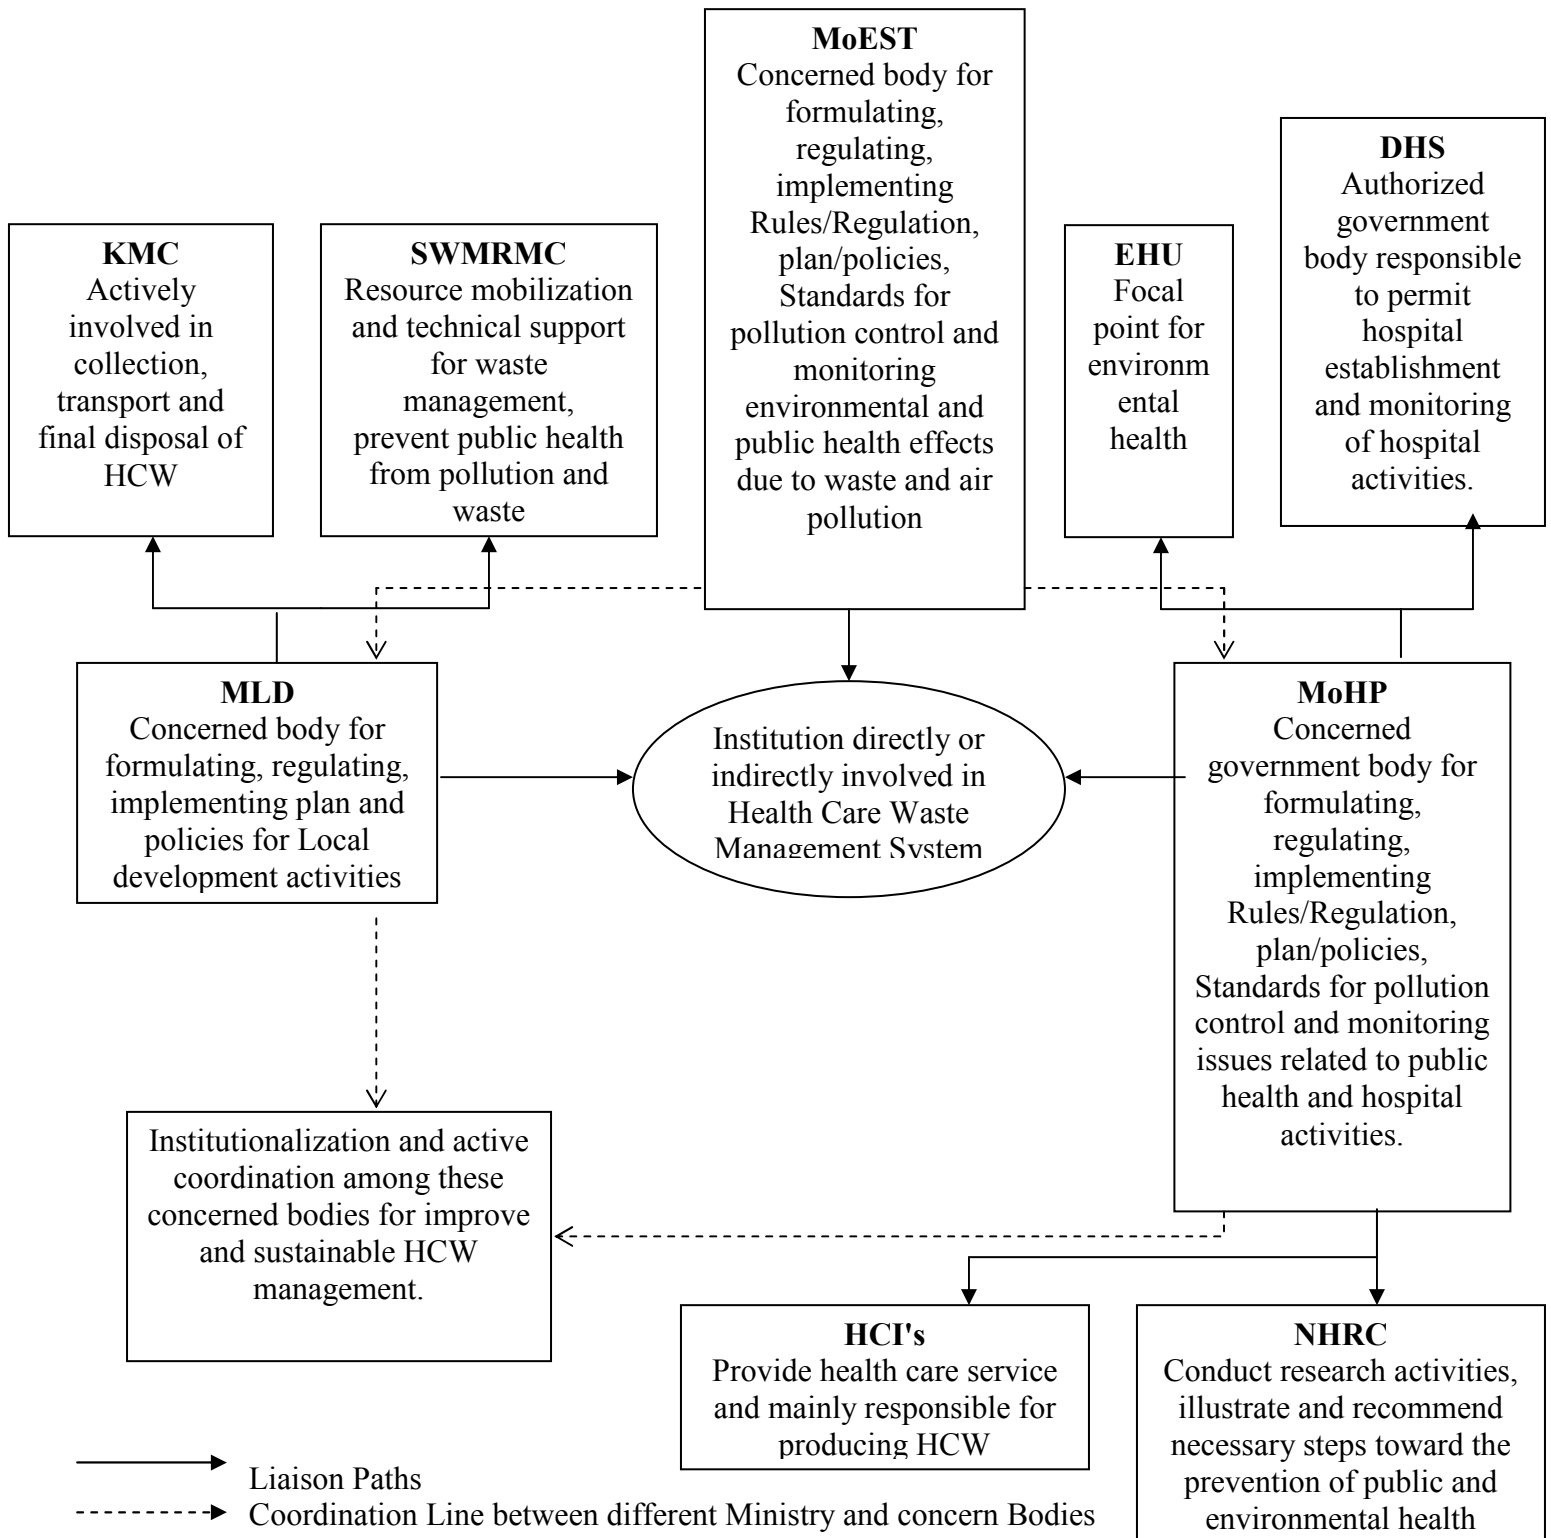 MoEST
Concerned body for
formulating,
regulating,
implementing
Rules/Regulation,
plan/policies,
Standards for
pollution control and
monitoring
environmental and
public health effects
due to waste and air
pollution
KMC
Actively
involved in
collection,
transport and
final disposal of
HCW
SWMRMC
Resource mobilization
and technical support
for waste
management,
prevent public health
from pollution and
waste
EHU
Focal
point for
environm
ental
health
DHS
Authorized
government
body responsible
to permit
hospital
establishment
and monitoring
of hospital
activities.
MLD
Concerned body for
formulating, regulating,
implementing plan and
policies for Local
development activities
Institution directly or
indirectly involved in
Health Care Waste
Management System
MoHP
Concerned
government body for
formulating,
regulating,
implementing
Rules/Regulation,
plan/policies,
Standards for pollution
control and monitoring
issues related to public
health and hospital
activities.
Institutionalization and active
coordination among these
concerned bodies for improve
and sustainable HCW
management.
HCI's
Provide health care service
and mainly responsible for
producing HCW
NHRC
Conduct research activities,
illustrate and recommend
necessary steps toward the
prevention of public and
environmental health
Liaison Paths
Coordination Line between different Ministry and concern Bodies